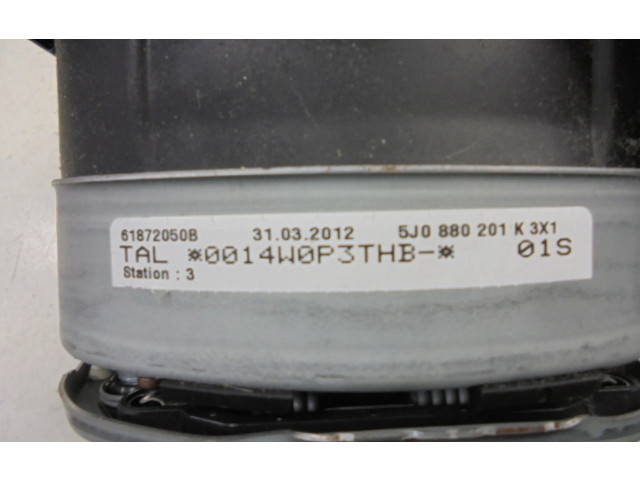 61872050B 31.03.2012 5J0 880 201 K 3X1
TAL *0014W0P3THB-* 01S
Station : 3